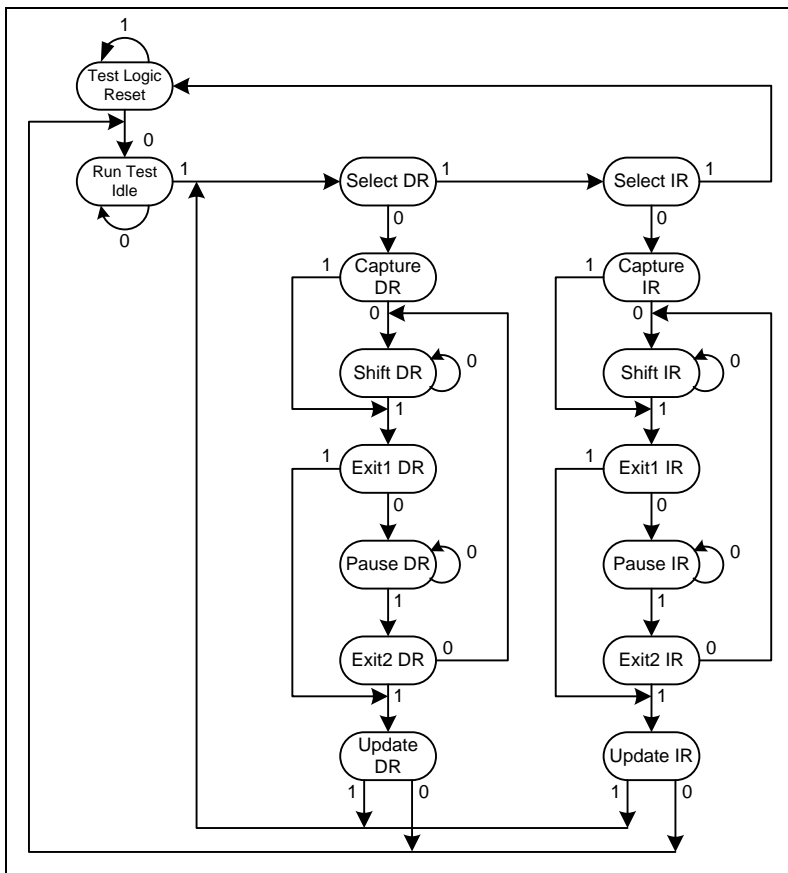 1
Test Logic
Reset
0
Run Test
Idle
1
0
Select DR
1
Select IR
1
0
0
1
Capture
DR
1
Capture
IR
0
0
Shift DR
0
Shift IR
0
1
1
1
Exit1 DR
1
Exit1 IR
0
0
Pause DR
0
Pause IR
0
1
1
Exit2 DR
0
Exit2 IR
0
1
1
Update
DR
Update IR
1
0
1
0